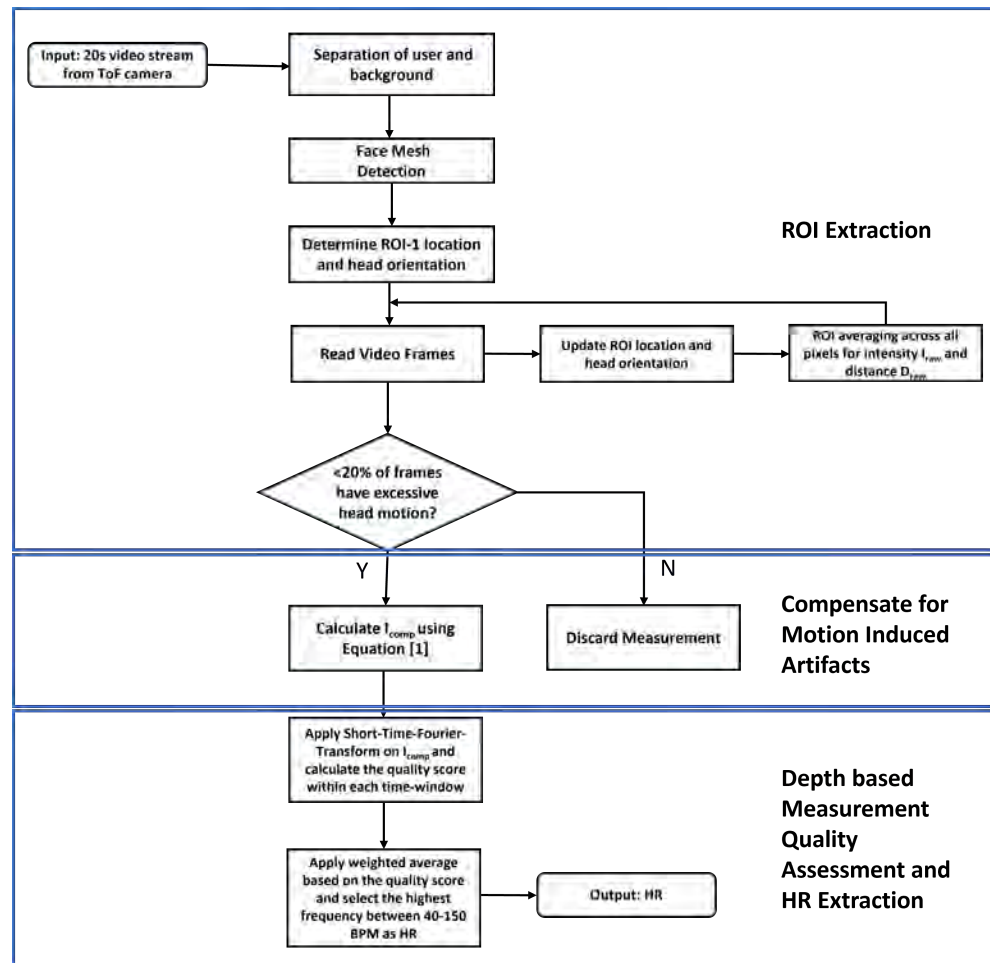 Input: 20s video stream
from ToF camera
Separation of user and
background
Face Mesh
Detection
Determine ROI-1 location
and head orientation
ROI Extraction
Read Video Frames
Update ROI location and
head orientation
ROI averaging across all
pixels for intensity Iraw and
distance Draw
<20% of frames
have excessive
head motion?
Y
N
Calculate Icomp using
Equation [1]
Discard Measurement
Compensate for
Motion Induced
Artifacts
Apply Short-Time-Fourier-
Transform on Icomp and
calculate the quality score
within each time-window
Depth based
Measurement
Quality
Assessment and
HR Extraction
Apply weighted average
based on the quality score
and select the highest
frequency between 40-150
BPM as HR
Output: HR